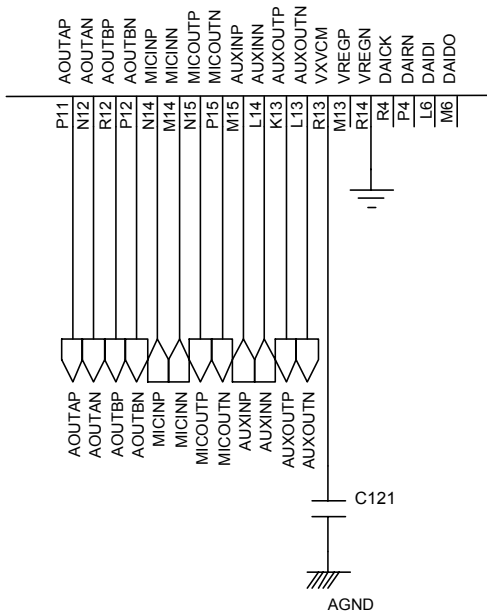 AOUTAP
AOUTAN
AOUTBP
AOUTBN
MICINP
MICINN
MICOUTP
MICOUTN
AUXINP
AUXINN
AUXOUTP
AUXOUTN
VXVCM
VREGP
VREGN
DAICK
DAIRN
DAIDI
DAIDO
P11
N12
R12
P12
N14
M14
N15
P15
M15
L14
K13
L13
R13
M13
R14
R4
P4
L6
M6
AOUTAP
AOUTAN
AOUTBP
AOUTBN
MICINP
MICINN
MICOUTP
MICOUTN
AUXINP
AUXINN
AUXOUTP
AUXOUTN
C121
AGND